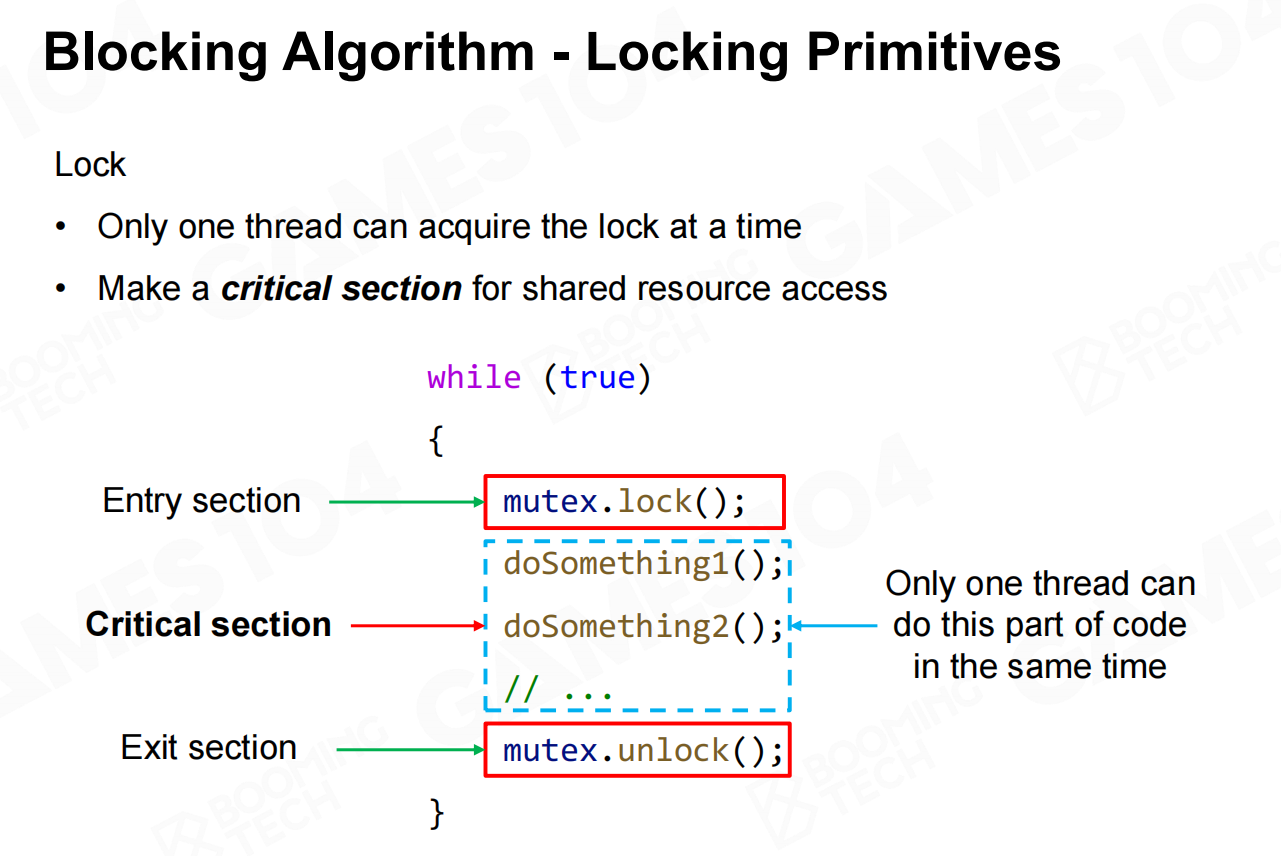 Blocking Algorithm - Locking Primitives
Lock
• Only one thread can acquire the lock at a time
• Make a critical section for shared resource access
while (true)
{
Entry section
mutex.lock();
doSomething1();
Critical section
doSomething2();
// ...
Only one thread can
do this part of code
in the same time
Exit section
mutex.unlock();
}
GAMES 104
BOOMING
TECH